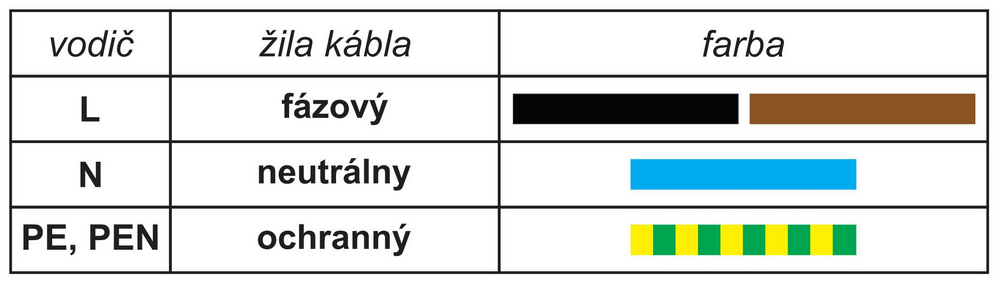 vodič žila kábla farba
L fázový
N neutrálny
PE, PEN ochranný